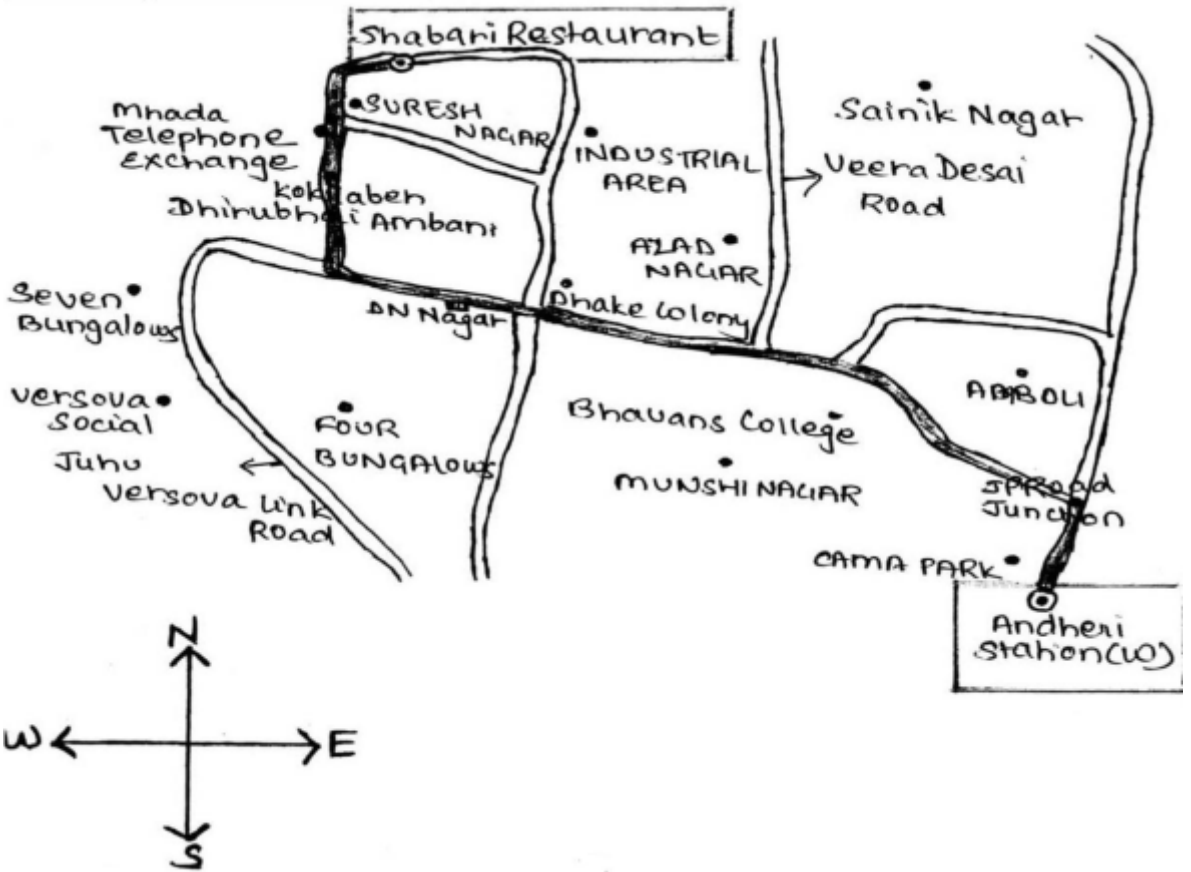 Shabari Restaurant
SURESH
NAGAR
Mhada
Telephone
Exchange
INDUSTRIAL
AREA
Sainik Nagar
Veera Desai
Road
Dhirubhai Ambani
AZAD
NAGAR
Seven
Bungalows
DN Nagar
Dhake Colony
Versova
Social
FOUR
BUNGALOWS
Bhavans College
AMBOLI
Juhu
Versova Link
Road
MUNSHI NAGAR
JP Road
Junction
CAMA PARK
Andheri
Station(W)
N
W
E
S